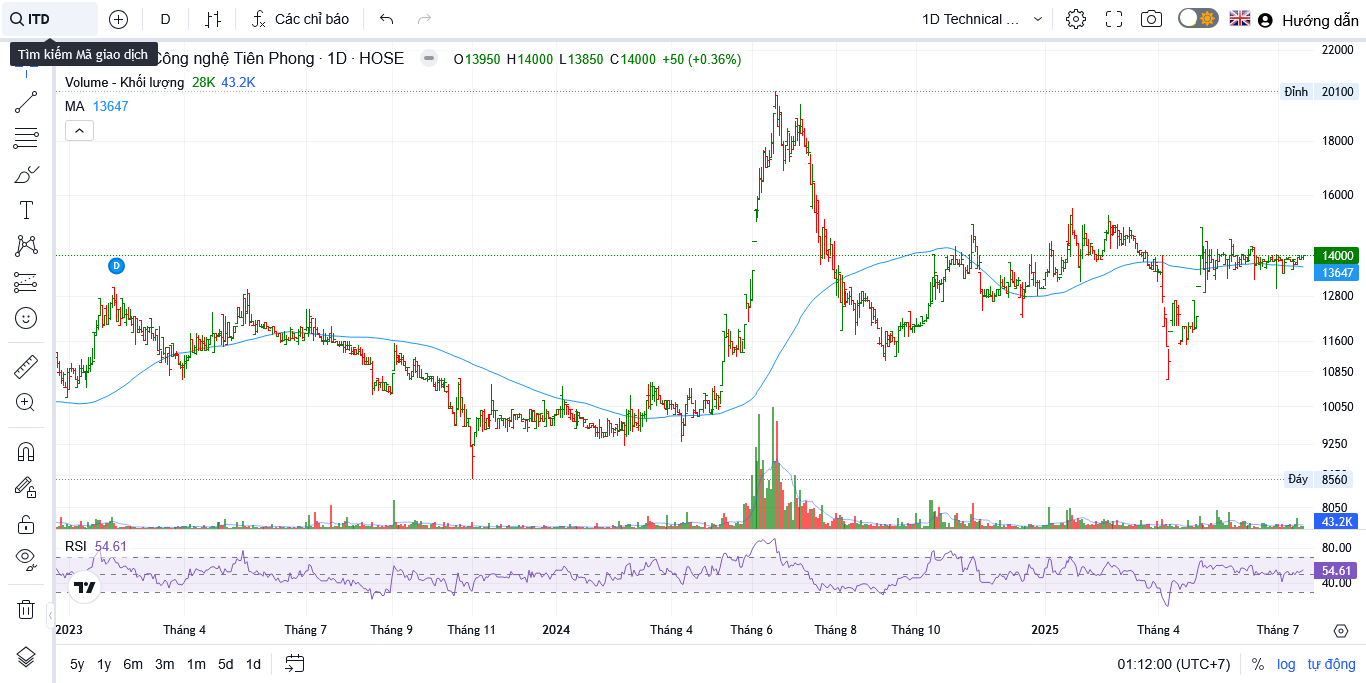 ITD
D
Các chỉ báo
1D Technical ...
Hướng dẫn
Tìm kiếm Mã giao dịch
Công nghệ Tiên Phong · 1D · HOSE
O13950 H14000 L13850 C14000 +50 (+0.36%)
Volume - Khối lượng 28K 43.2K
MA 13647
D
22000
Đỉnh 20100
18000
16000
14000
13647
12800
11600
10850
10050
9250
Đáy 8560
8050
43.2K
RSI 54.61
80.00
54.61
40.00
2023 Tháng 4 Tháng 7 Tháng 9 Tháng 11 2024 Tháng 4 Tháng 6 Tháng 8 Tháng 10 2025 Tháng 4 Tháng 7
5y 1y 6m 3m 1m 5d 1d
01:12:00 (UTC+7) % log tự động